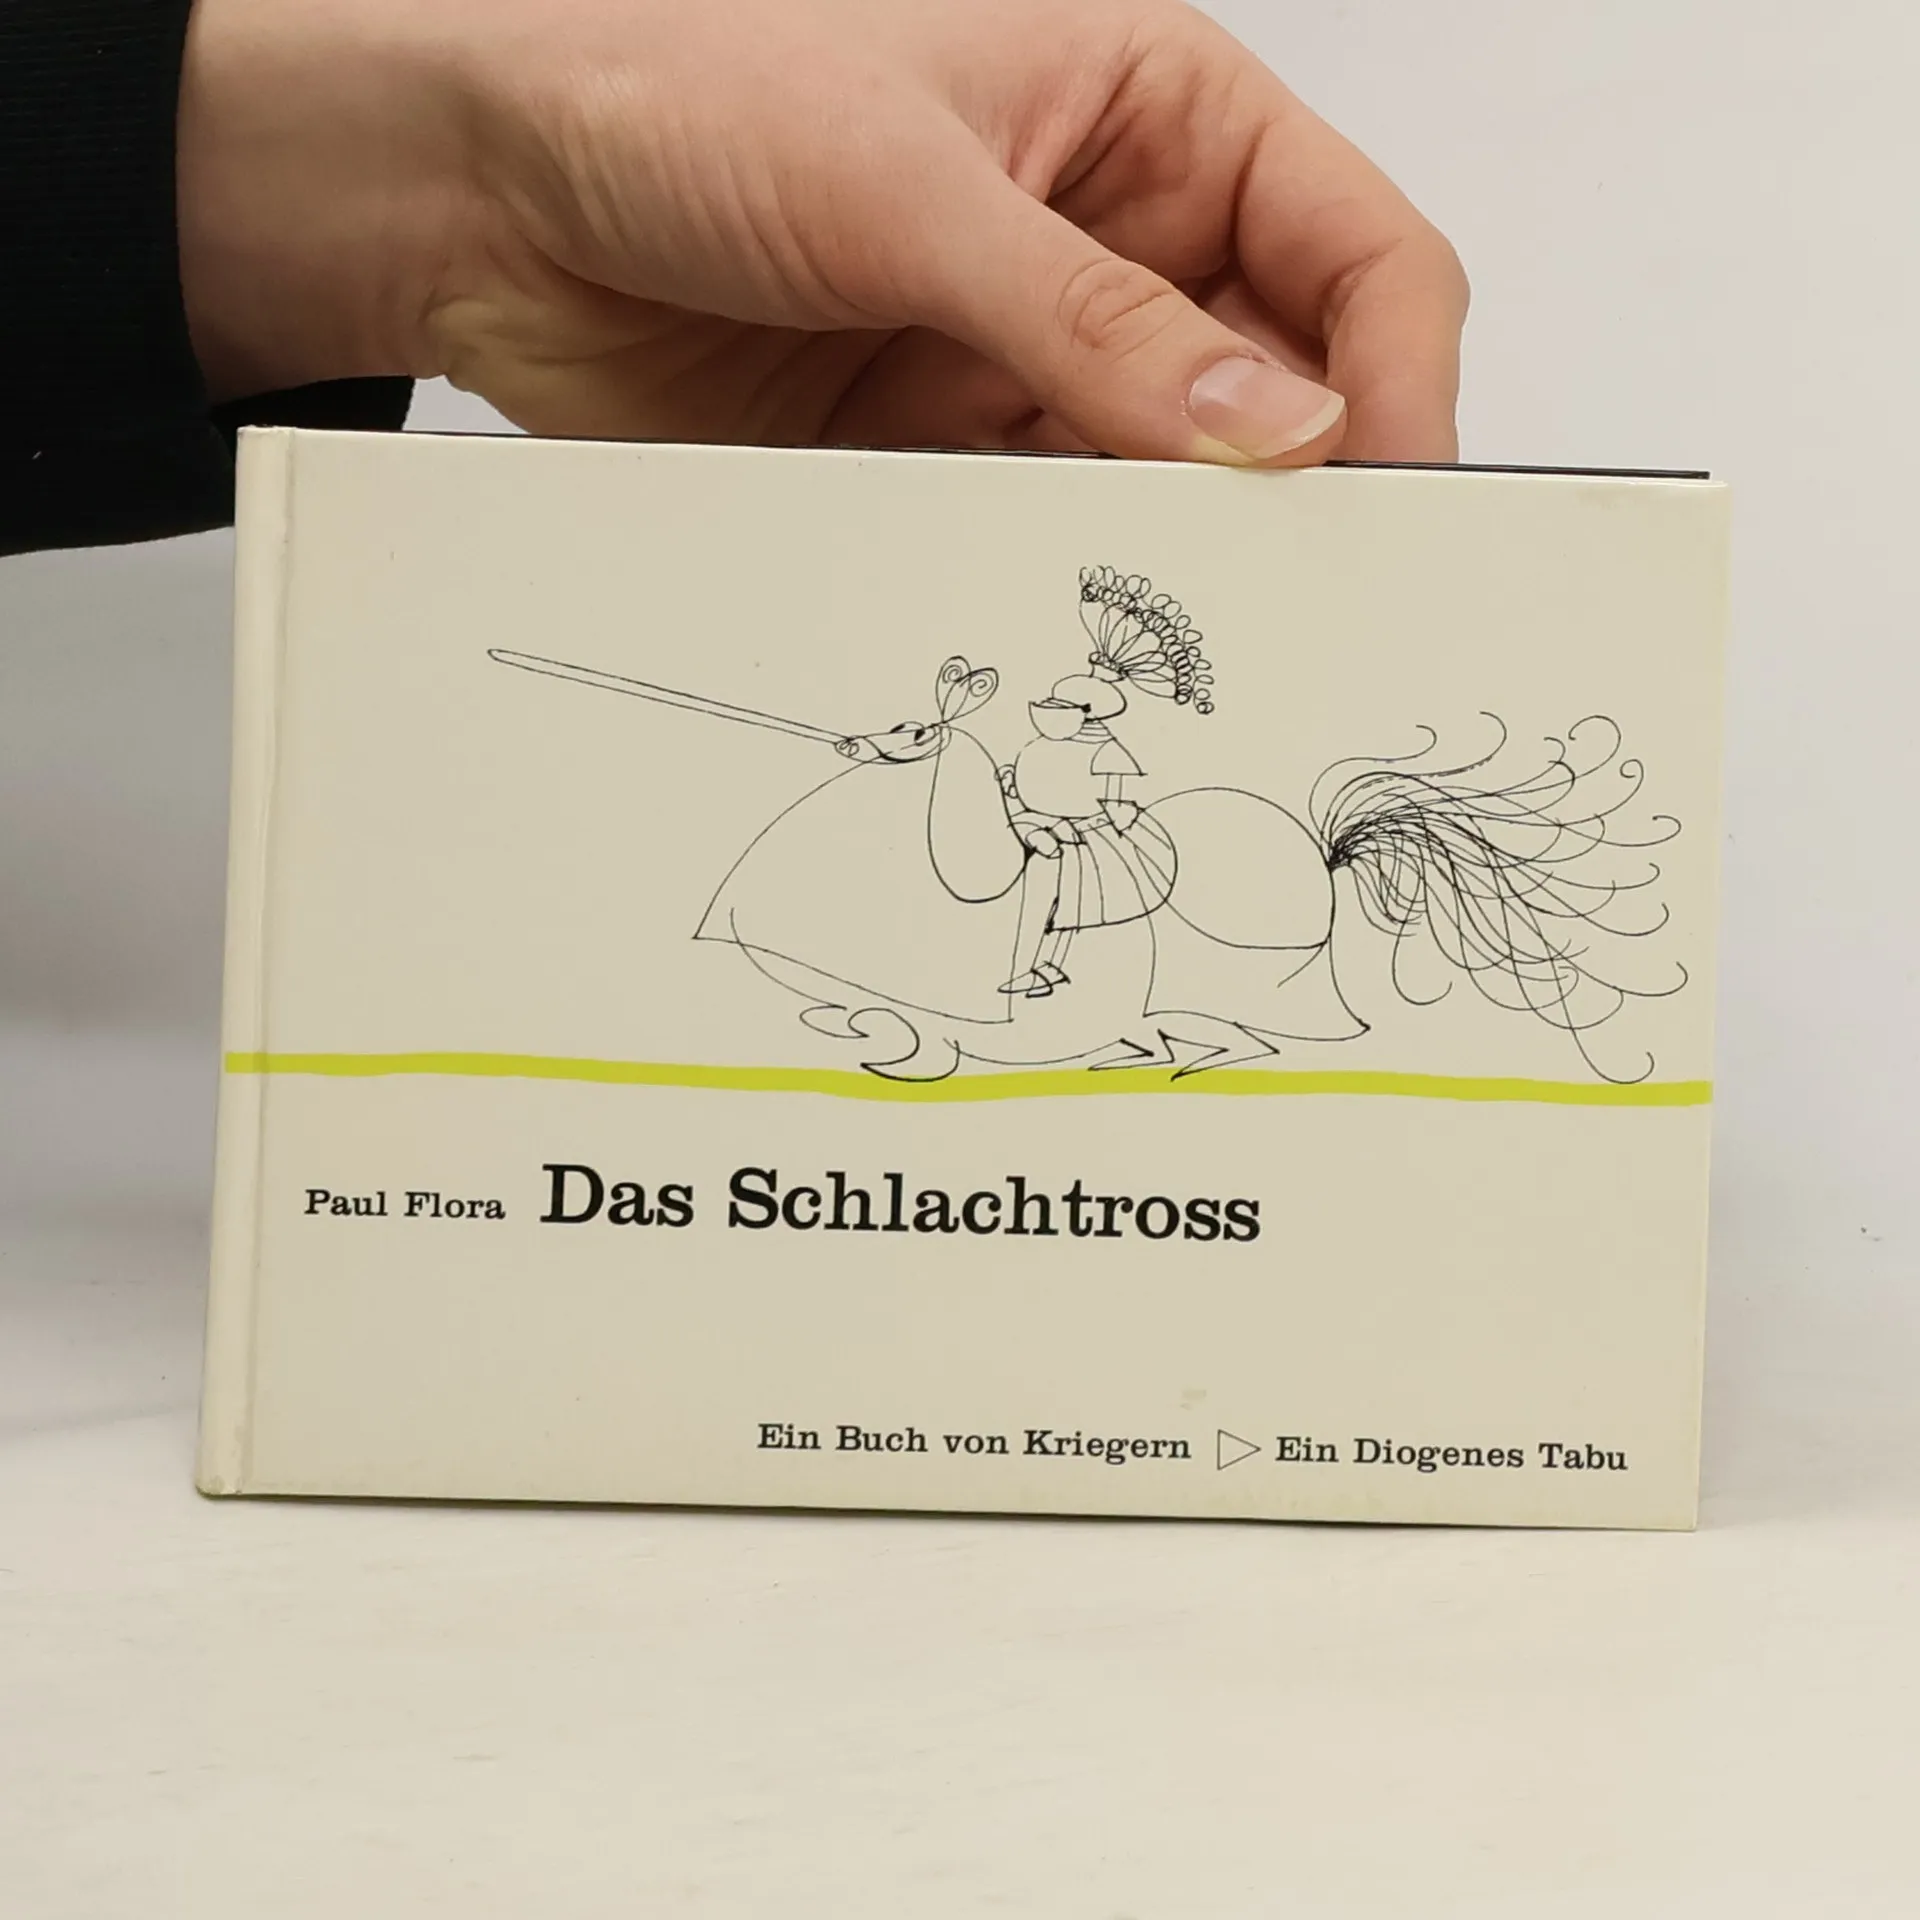 Paul Flora Das Schlachtross
Ein Buch von Kriegern Ein Diogenes Tabu